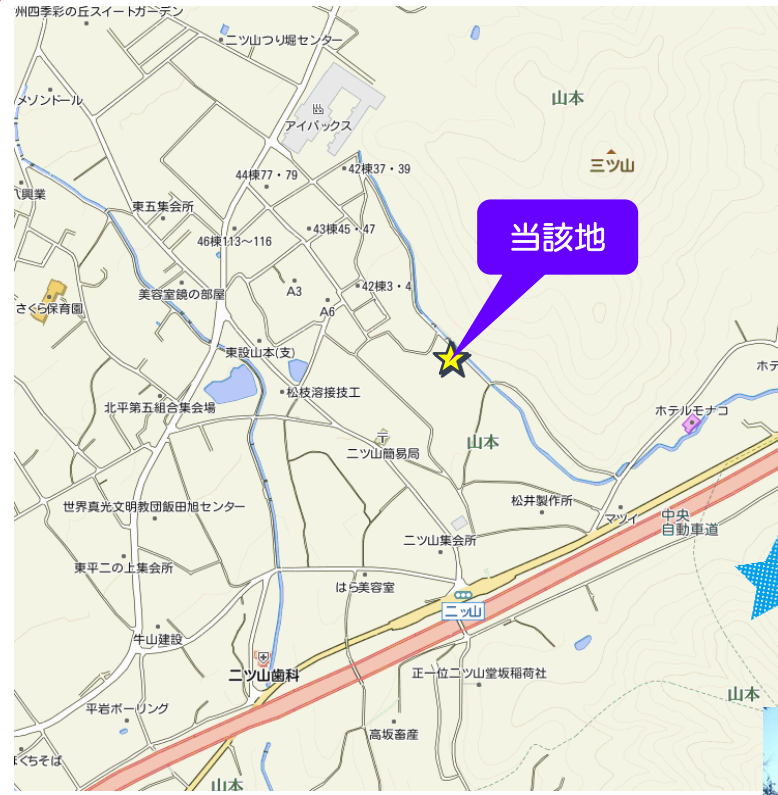 州四季彩の丘スイートガーデン
二ツ山つり堀センター
メゾンドール
アイパックス
山本
三ツ山
44棟77・79
42棟37・39
興業
東五集会所
43棟45・47
46棟113～116
当該地
A3
42棟3・4
美容室鏡の部屋
A6
さくら保育園
東設山本(支)
ホテ
松枝溶接技工
北平第五組合集会場
ホテルモナコ
山本
二ツ山簡易局
世界真光文明教団飯田旭センター
松井製作所
マツイ
中央
自動車道
二ツ山集会所
東平二の上集会所
はら美容室
二ッ山
牛山建設
二ツ山歯科
正一位二ツ山堂坂稲荷社
山本
平岩ボーリング
高坂畜産
くちそば
山本